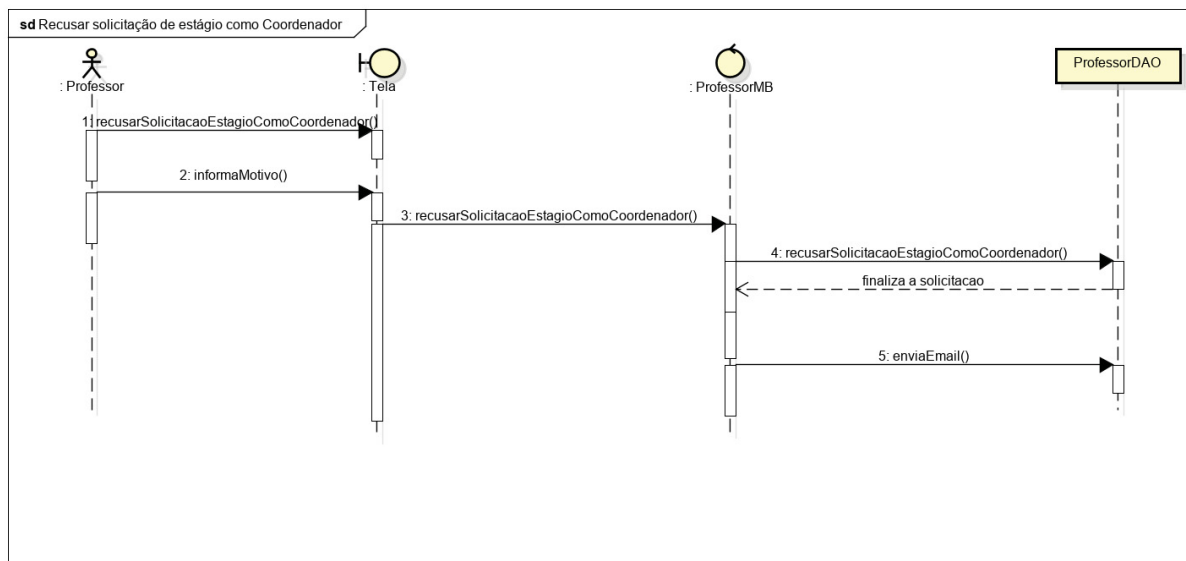 sd Recusar solicitação de estágio como Coordenador
: Professor
: Tela
: ProfessorMB
ProfessorDAO
1: recusarSolicitacaoEstagioComoCoordenador()
2: informaMotivo()
3: recusarSolicitacaoEstagioComoCoordenador()
4: recusarSolicitacaoEstagioComoCoordenador()
finaliza a solicitacao
5: enviaEmail()